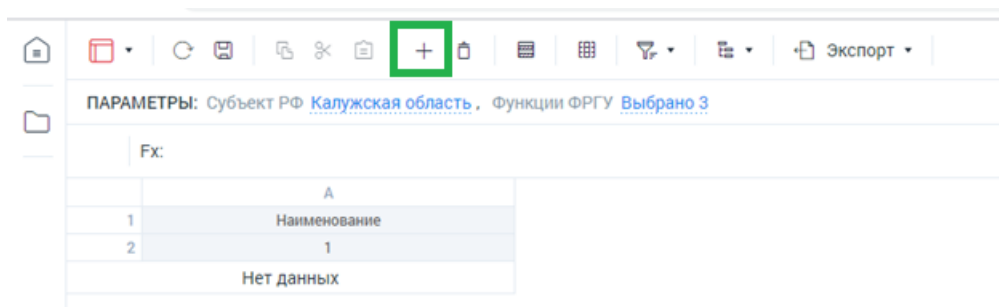 Экспорт
ПАРАМЕТРЫ: Субъект РФ Калужская область, Функции ФРГУ Выбрано 3
Fx:
A
1 Наименование
2 1
Нет данных